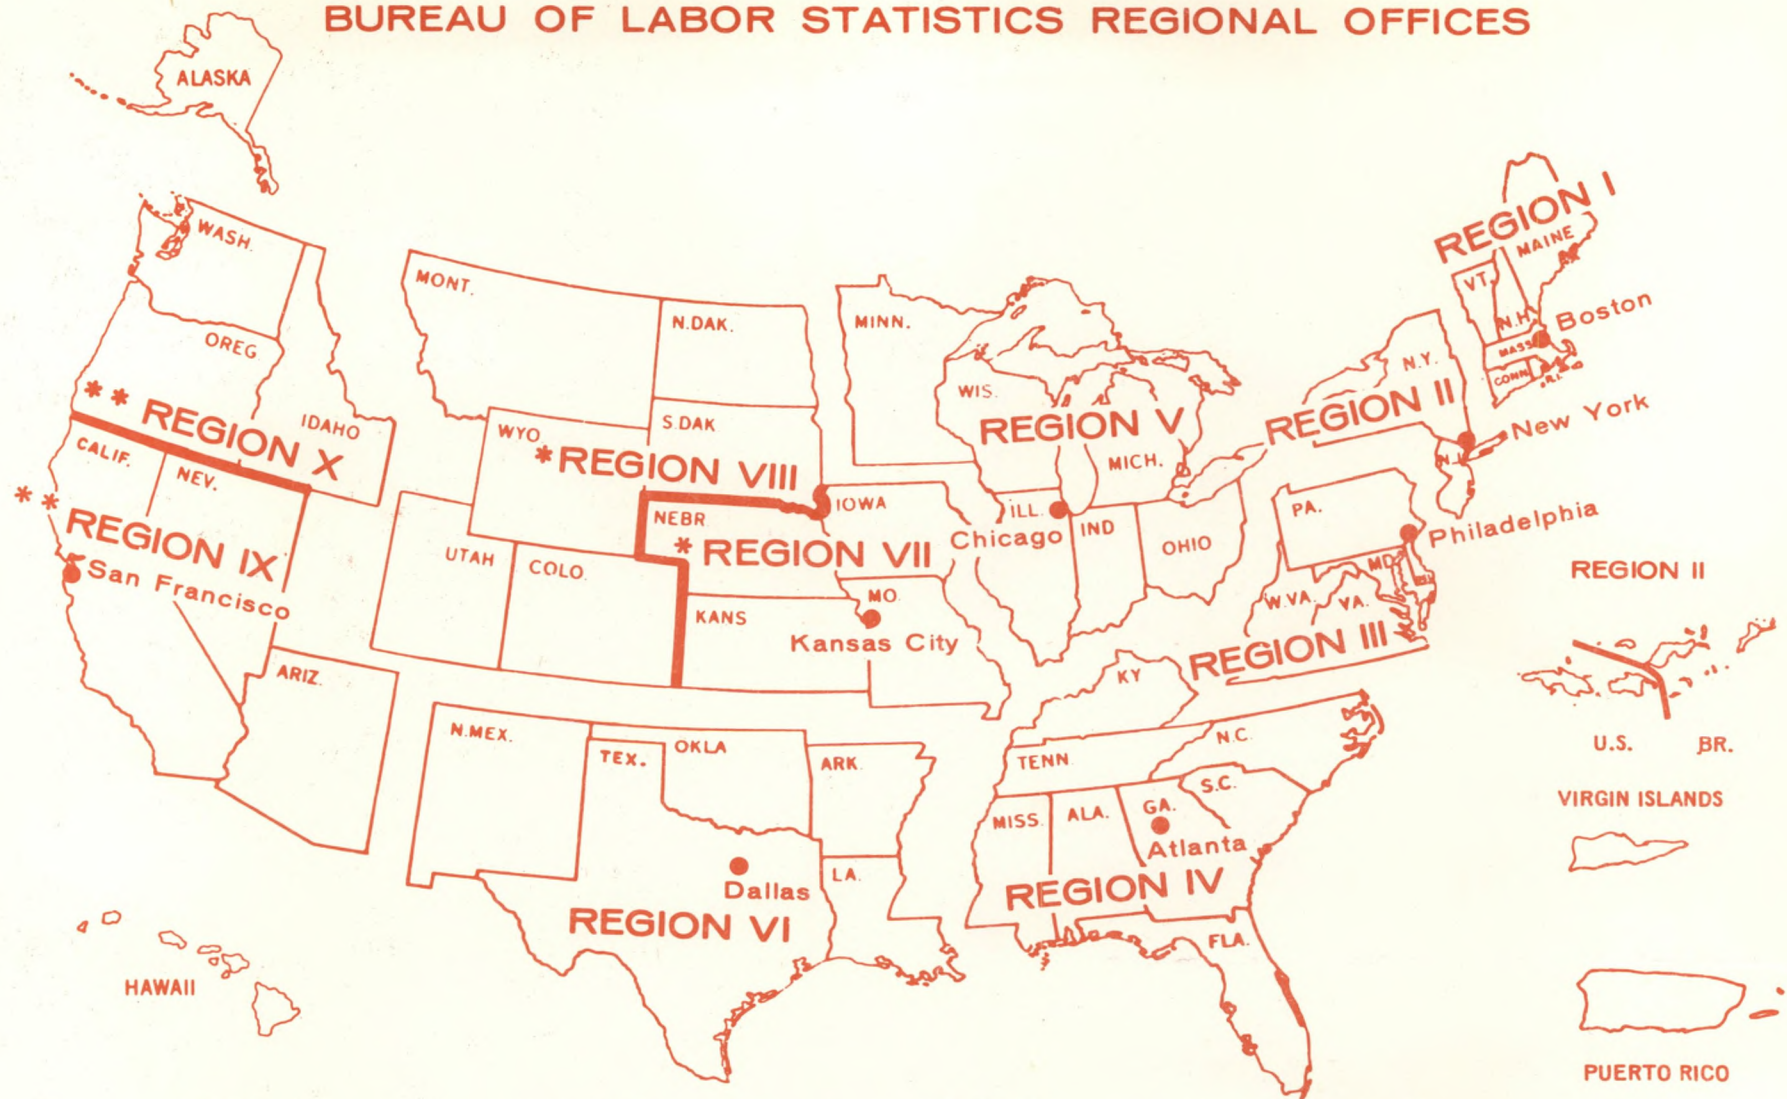 BUREAU OF LABOR STATISTICS REGIONAL OFFICES
ALASKA
WASH.
OREG
IDAHO
** REGION X
CALIF.
NEV.
**
REGION IX
San Francisco
ARIZ.
HAWAII
MONT.
N.DAK.
S.DAK
WYO
*REGION VIII
UTAH
COLO.
NEBR
IOWA
* REGION VII
KANS
MO.
Kansas City
N.MEX.
TEX.
OKLA
ARK
LA.
Dallas
REGION VI
MINN.
WIS.
REGION V
MICH.
ILL.
Chicago
IND
OHIO
KY
TENN
N.C.
S.C.
MISS.
ALA.
GA.
Atlanta
REGION IV
FLA.
REGION I
MAINE
VT.
N.H.
MASS
CONN.
R.I.
Boston
N.Y.
REGION II
New York
N.J.
PA.
Philadelphia
MD
W.VA.
VA.
REGION III
REGION II
U.S. BR.
VIRGIN ISLANDS
PUERTO RICO